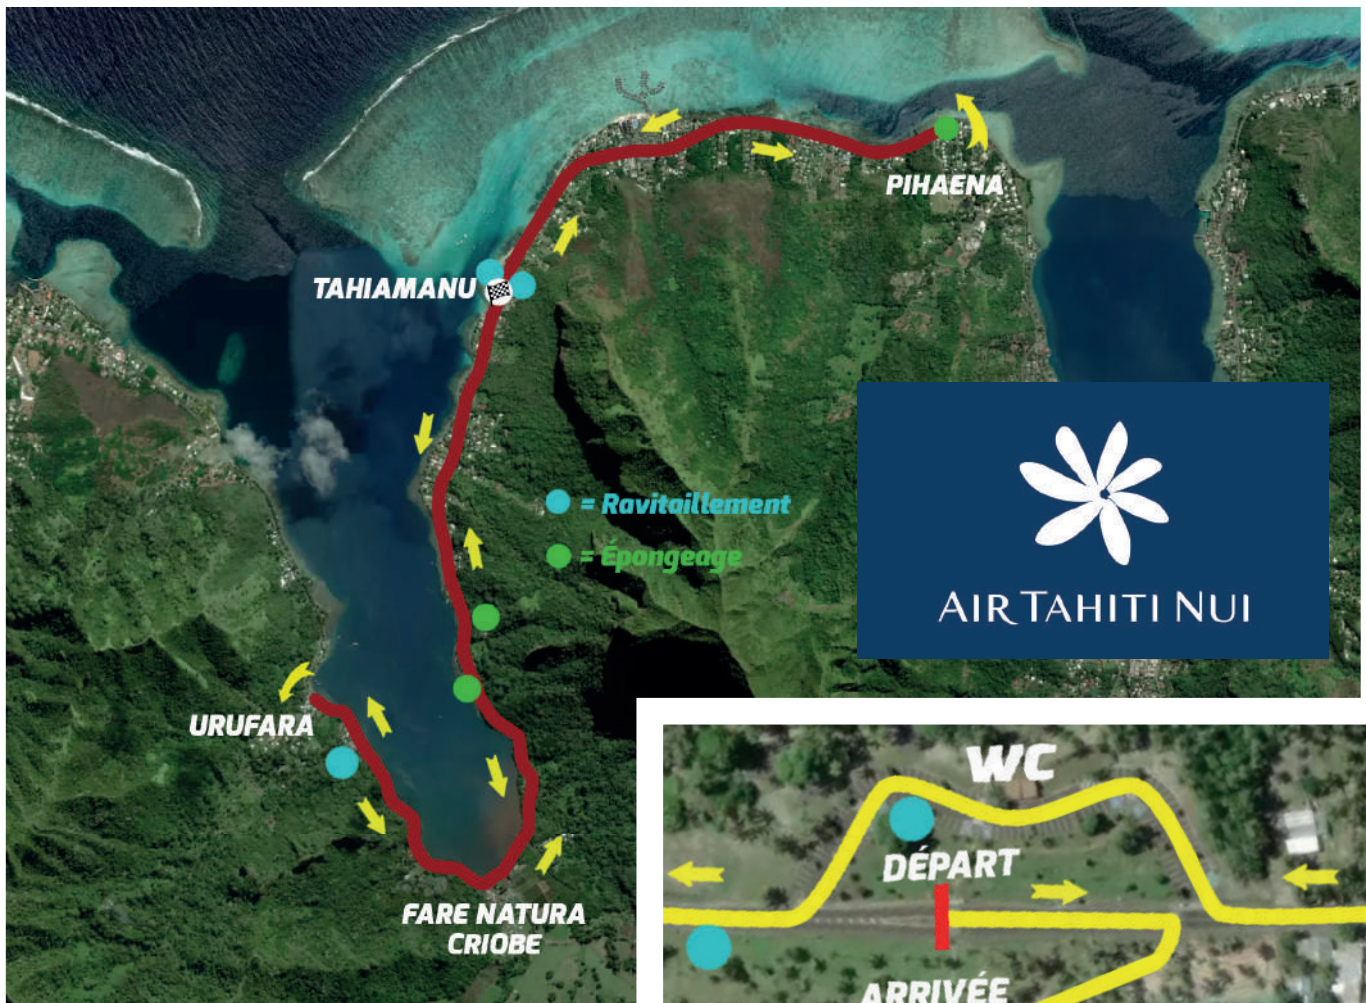 PIHAENA
TAHIAMANU
= Ravitaillement
= Épongeage
AIR TAHITI NUI
URUFARA
WC
DÉPART
FARE NATURA
CRIOBE
ARRIVÉE